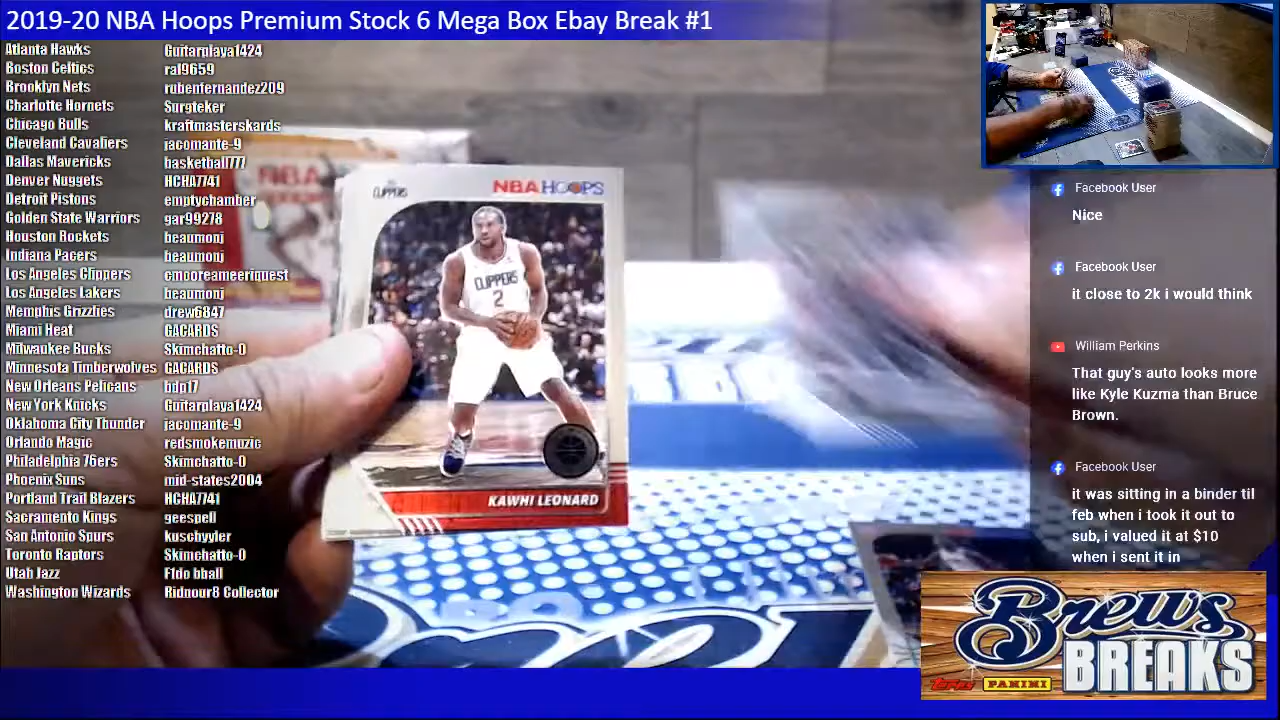 2019-20 NBA Hoops Premium Stock 6 Mega Box Ebay Break #1
Atlanta Hawks Guitarplaya1424
Boston Celtics ral9659
Brooklyn Nets rubenfernandez209
Charlotte Hornets Surgteker
Chicago Bulls kraftmasterskards
Cleveland Cavaliers jacomante-9
Dallas Mavericks basketball777
Denver Nuggets HCHA7741
Detroit Pistons emptychamber
Golden State Warriors gar99278
Houston Rockets beaumonj
Indiana Pacers beaumonj
Los Angeles Clippers emooreameeriquest
Los Angeles Lakers beaumonj
Memphis Grizzlies drew6847
Miami Heat GACARDS
Milwaukee Bucks Skimchatto-0
Minnesota Timberwolves GACARDS
New Orleans Pelicans bdn17
New York Knicks Guitarplaya1424
Oklahoma City Thunder jacomante-9
Orlando Magic redsmokemuzic
Philadelphia 76ers Skimchatto-0
Phoenix Suns mid-states2004
Portland Trail Blazers HCHA7741
Sacramento Kings geespell
San Antonio Spurs kuschyyler
Toronto Raptors Skimchatto-0
Utah Jazz F1do bball
Washington Wizards Ridnour8 Collector
NBA
CLIPPERS
NBA HOOPS
CLIPPERS
2
KAWHI LEONARD
Facebook User
Nice
Facebook User
it close to 2k i would think
William Perkins
That guy's auto looks more
like Kyle Kuzma than Bruce
Brown.
Facebook User
it was sitting in a binder til
feb when i took it out to
sub, i valued it at $10
when i sent it in
Brews
BREAKS
Topps PANINI